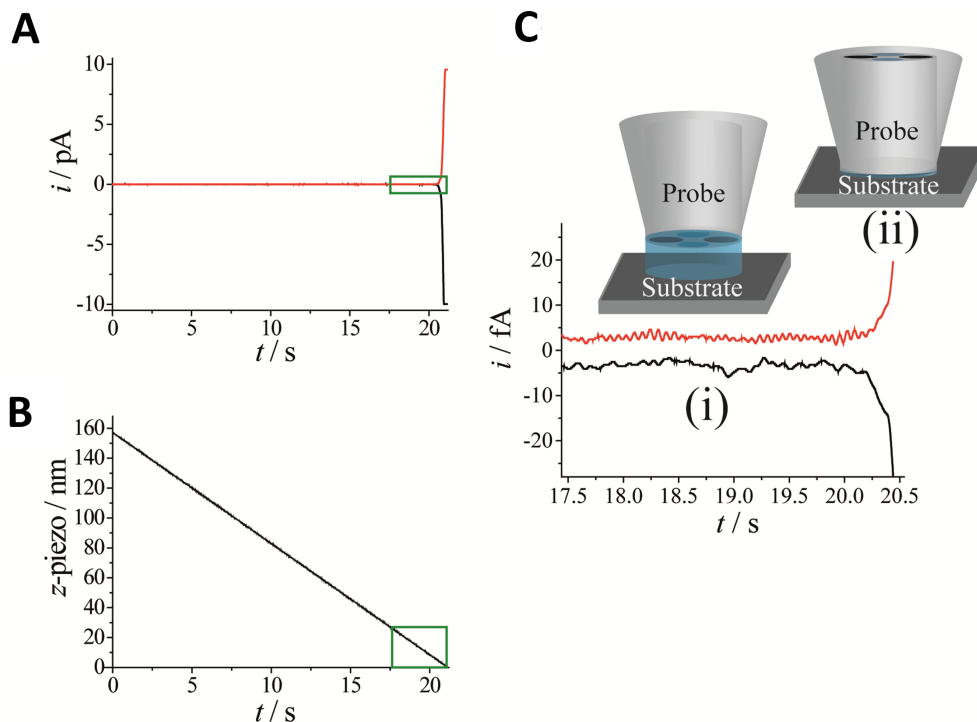 A
10
5
0
-5
-10
i / pA
0
5
10
15
20
t / s
B
160
140
120
100
80
60
40
20
0
z-piezo / nm
0
5
10
15
20
t / s
C
Probe
Substrate
(ii)
Probe
Substrate
20
10
0
-10
-20
i / fA
(i)
17.5 18.0 18.5 19.0 19.5 20.0 20.5
t / s